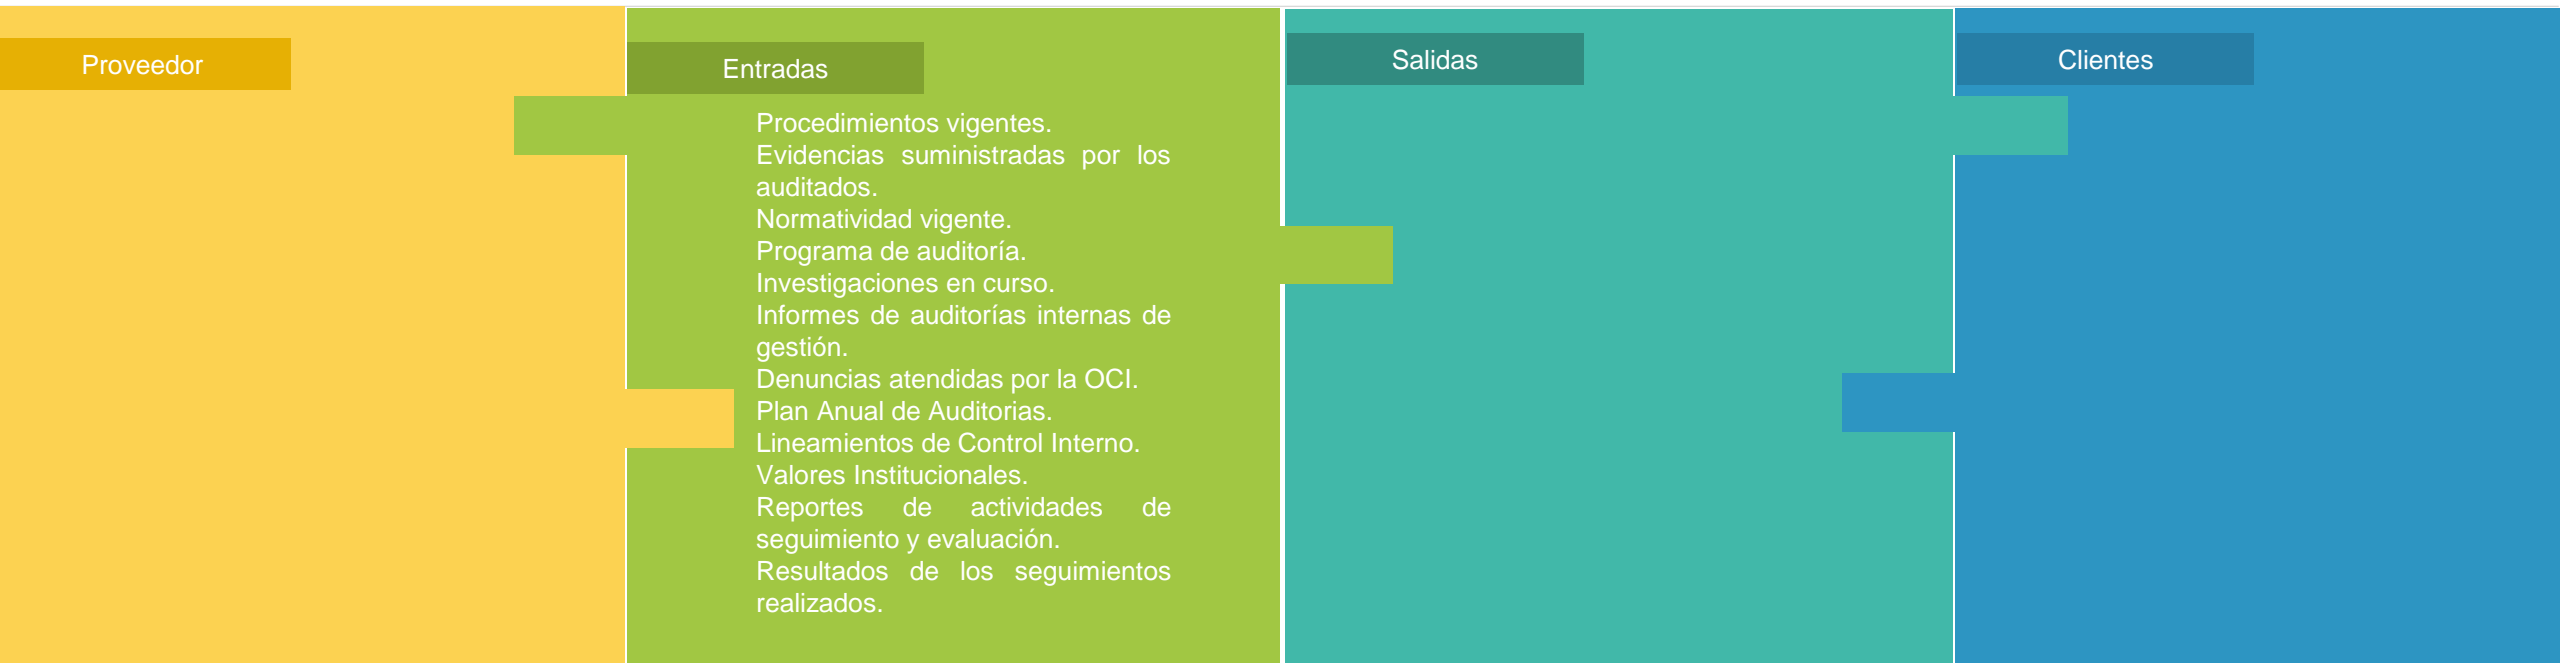 Proveedor
Entradas
Salidas
Clientes
Procedimientos vigentes.
Evidencias suministradas por los
auditados.
Normatividad vigente.
Programa de auditoría.
Investigaciones en curso.
Informes de auditorías internas de
gestión.
Denuncias atendidas por la OCI.
Plan Anual de Auditorias.
Lineamientos de Control Interno.
Valores Institucionales.
Reportes de actividades de
seguimiento y evaluación.
Resultados de los seguimientos
realizados.